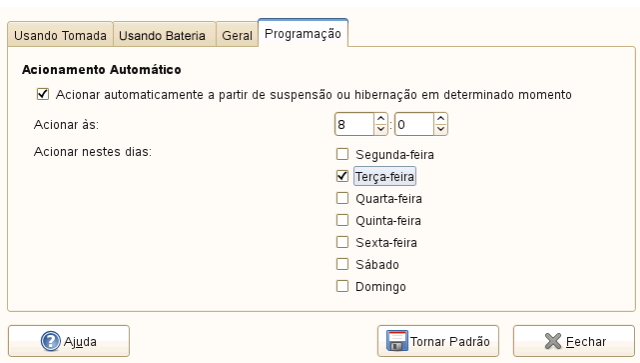 Usando Tomada Usando Bateria Geral Programação
Acionamento Automático
Acionar automaticamente a partir de suspensão ou hibernação em determinado momento
Acionar às: 8 : 0
Acionar nestes dias: Segunda-feira
Terça-feira
Quarta-feira
Quinta-feira
Sexta-feira
Sábado
Domingo
Ajuda Tornar Padrão Fechar